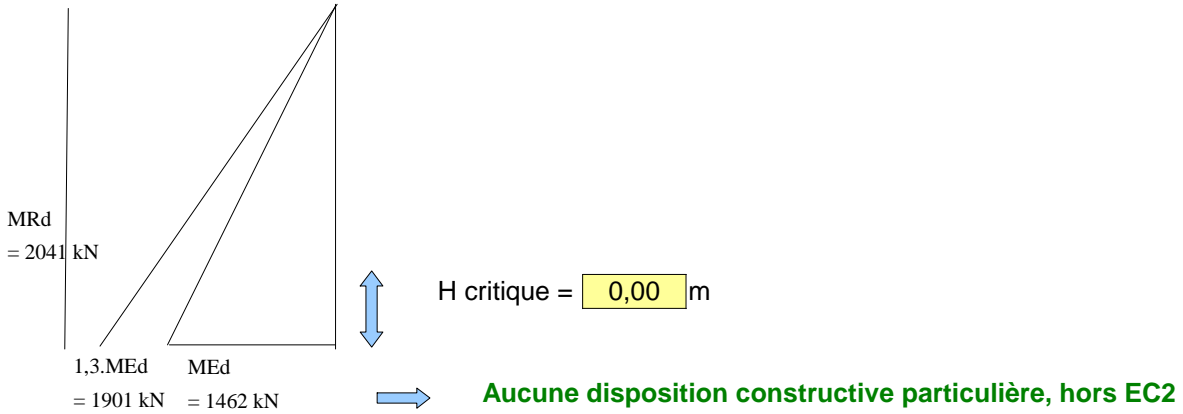 MRd
= 2041 kN
H critique = 0,00 m
1,3.MEd MEd
= 1901 kN = 1462 kN
Aucune disposition constructive particulière, hors EC2